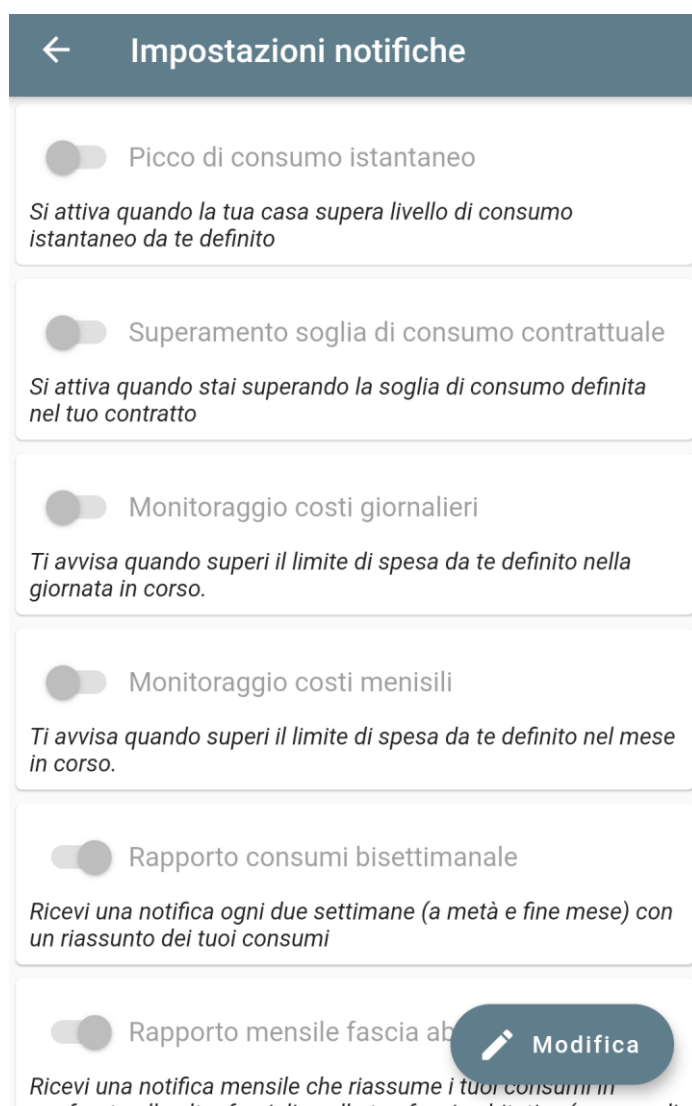 Impostazioni notifiche
Picco di consumo istantaneo
Si attiva quando la tua casa supera livello di consumo
istantaneo da te definito
Superamento soglia di consumo contrattuale
Si attiva quando stai superando la soglia di consumo definita
nel tuo contratto
Monitoraggio costi giornalieri
Ti avvisa quando superi il limite di spesa da te definito nella
giornata in corso.
Monitoraggio costi menisili
Ti avvisa quando superi il limite di spesa da te definito nel mese
in corso.
Rapporto consumi bisettimanale
Ricevi una notifica ogni due settimane (a metà e fine mese) con
un riassunto dei tuoi consumi
Rapporto mensile fascia ab
Modifica
Ricevi una notifica mensile che riassume i tuoi consumi in